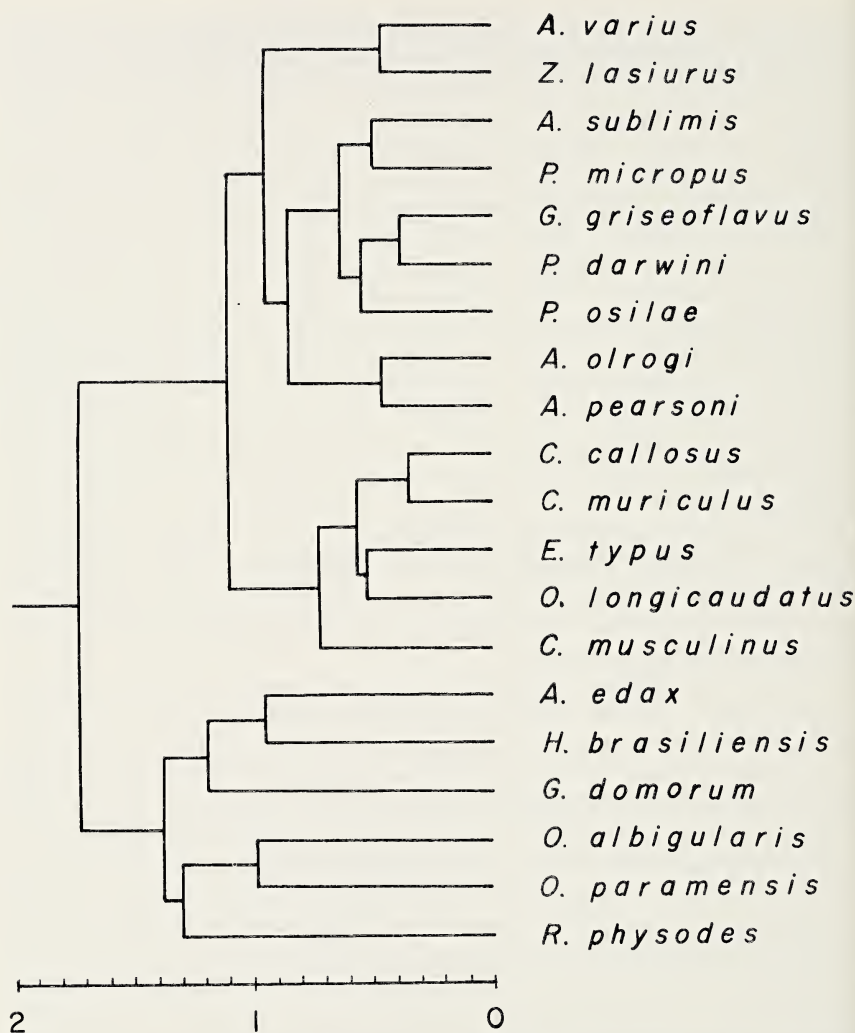 A. varius
Z. lasiurus
A. sublimis
P. micropus
G. griseoflavus
P. darwini
P. osilae
A. olrogi
A. pearsoni
C. callosus
C. muriculus
E. typus
O. longicaudatus
C. musculinus
A. edax
H. brasiliensis
G. domorum
O. albigularis
O. paramensis
R. physodes
2 1 0